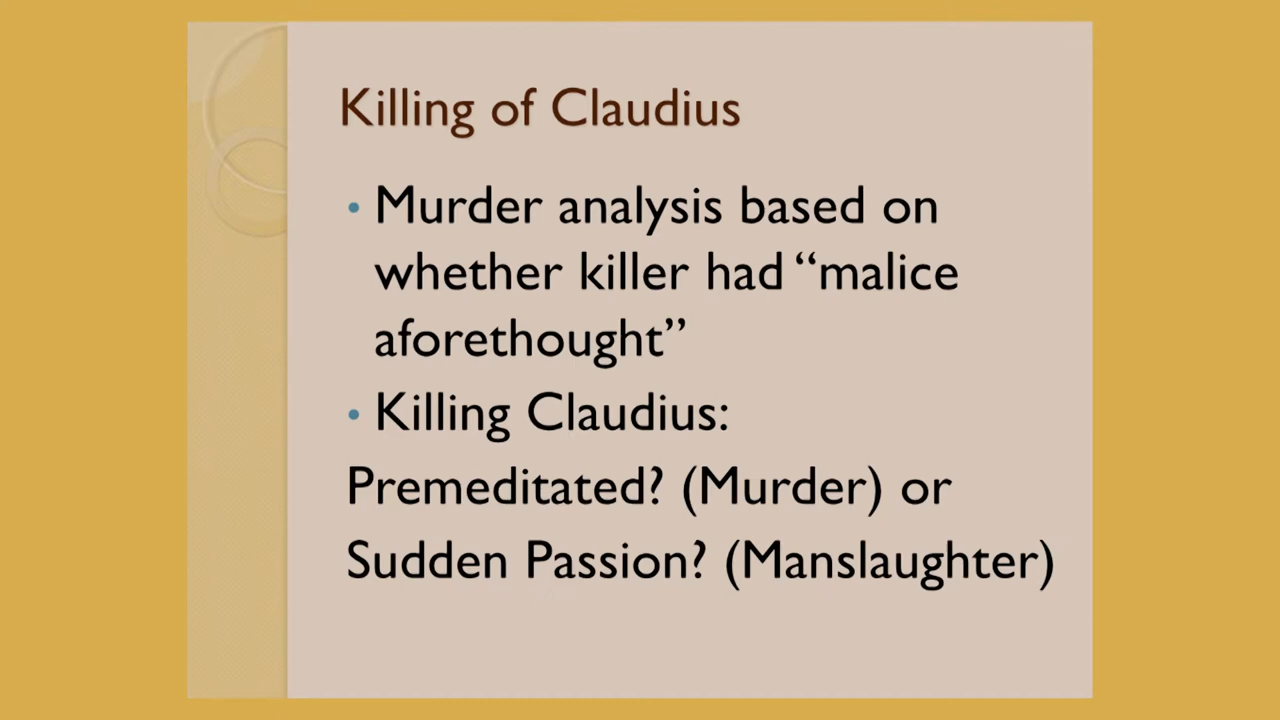 Killing of Claudius
• Murder analysis based on
whether killer had “malice
aforethought”
• Killing Claudius:
Premeditated? (Murder) or
Sudden Passion? (Manslaughter)